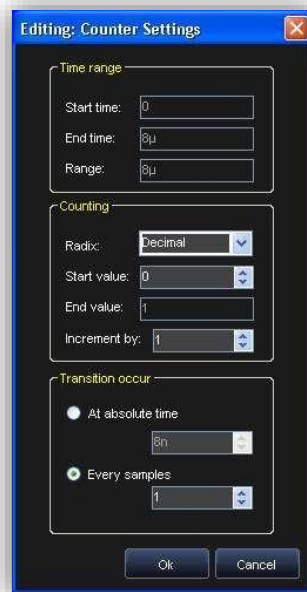 Editing: Counter Settings
Time range
Start time: 0
End time: 8µ
Range: 8µ
Counting
Radix: Decimal
Start value: 0
End value: 1
Increment by: 1
Transition occur
At absolute time
8n
Every samples
1
Ok Cancel